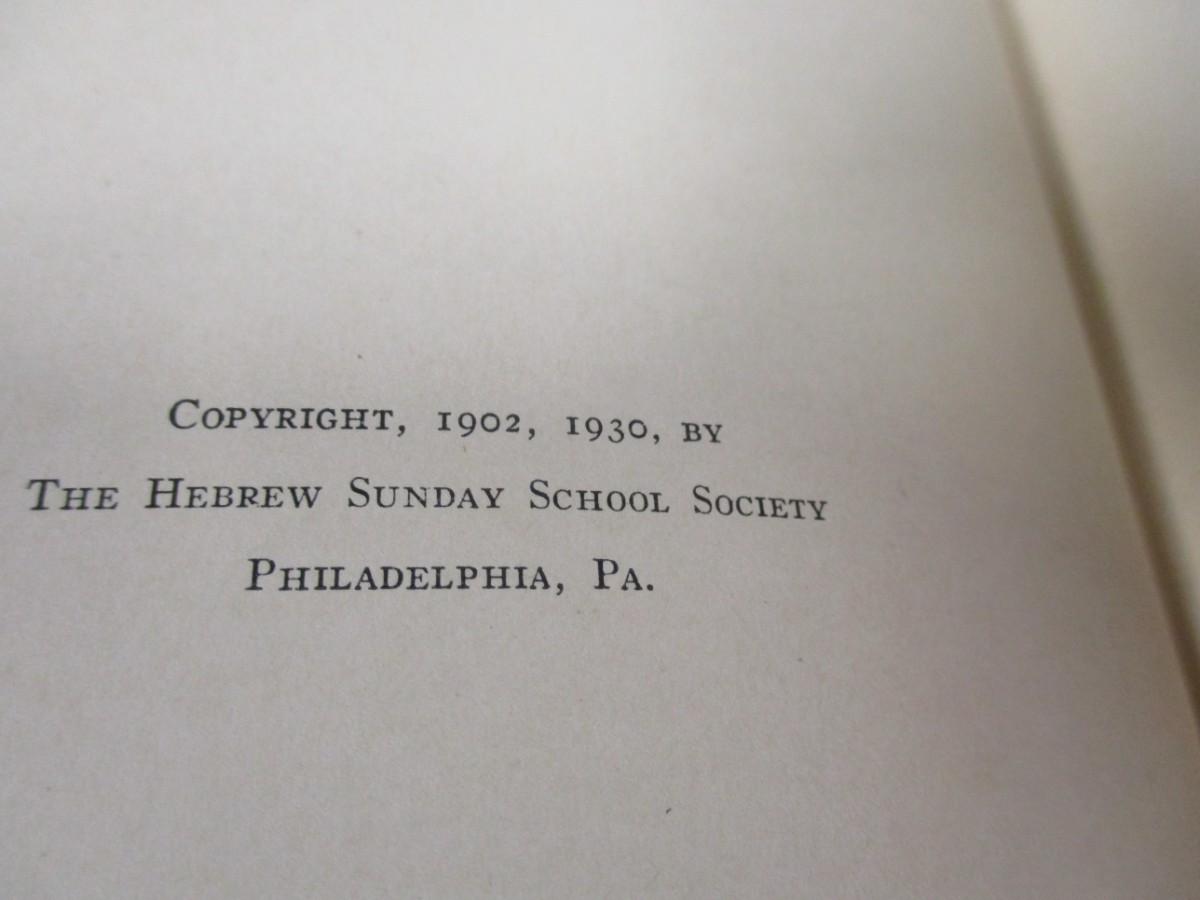 Copyright, 1902, 1930, by
The Hebrew Sunday School Society
Philadelphia, Pa.